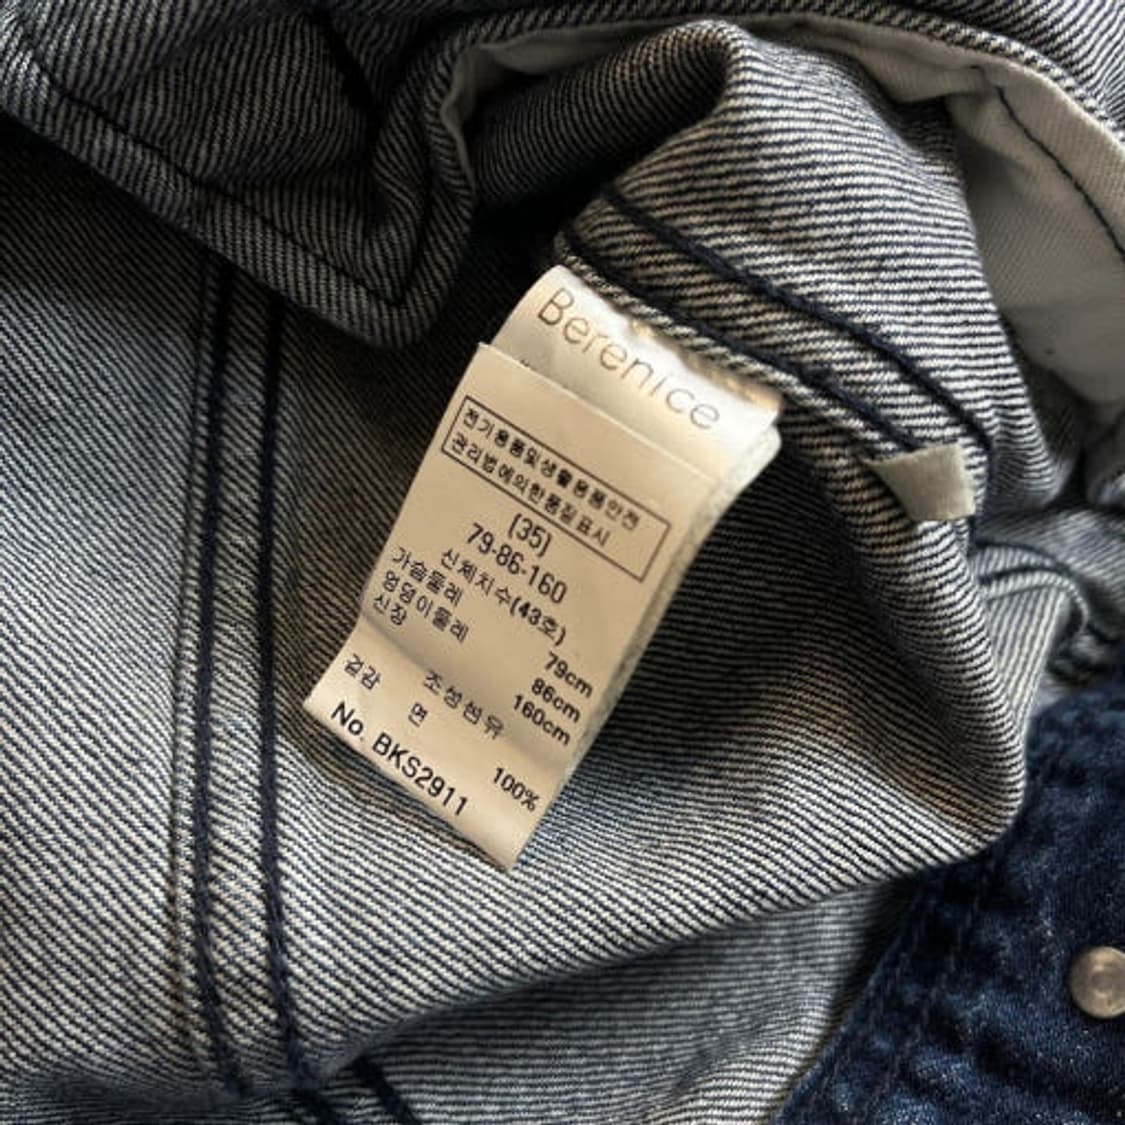 Berenice
전기용품및생활용품안전
관리법에의한품질표시
(35)
79-86-160
신체치수(43호)
가슴둘레 79cm
엉덩이둘레 86cm
신장 160cm
조성섬유
겉감 면 100%
No. BKS2911